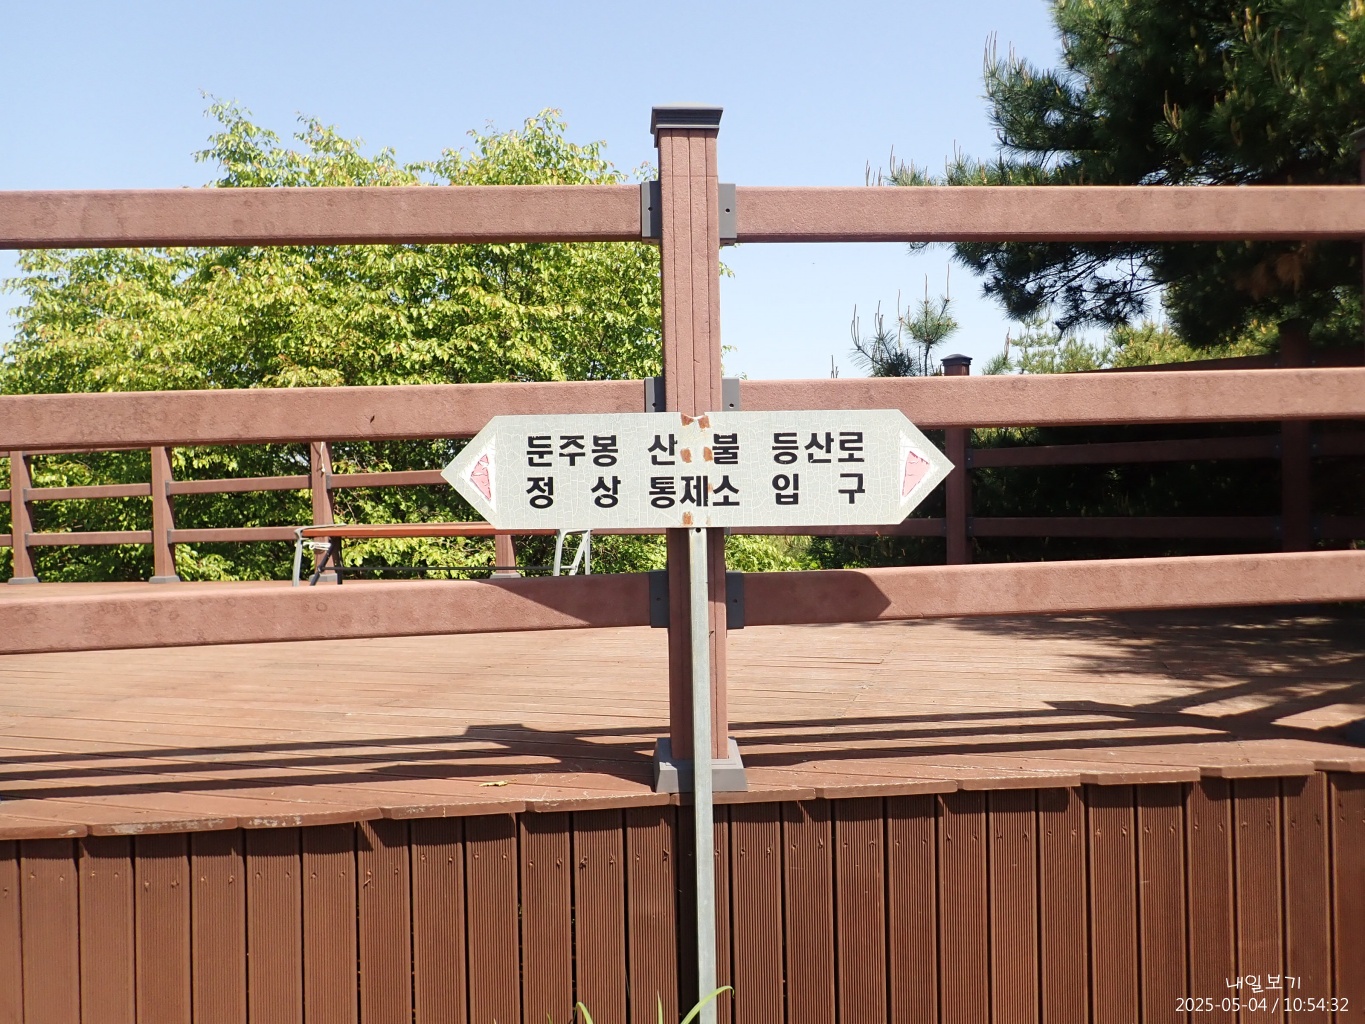 둔주봉 산불 등산로
정상 통제소 입구
내일보기
2025-05-04 / 10:54:32